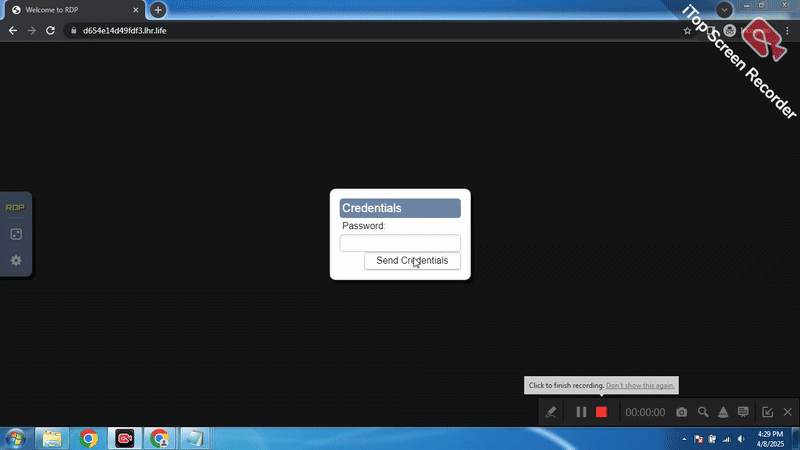 Welcome to RDP
d654e14d49fdf3.lhr.life
iTop Screen Recorder
RDP
Credentials
Password:
Send Credentials
Click to finish recording. Don't show this again.
00:00:00
4:29 PM
4/8/2025